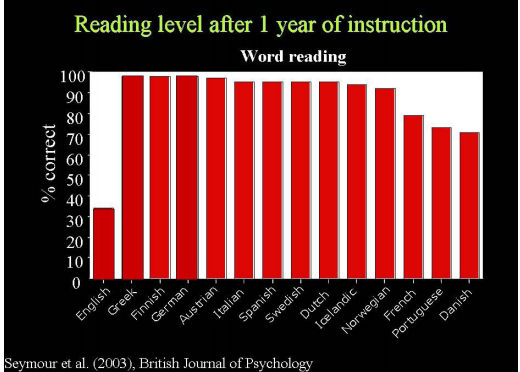 Reading level after 1 year of instruction
Word reading
% correct
100
90
80
70
60
50
40
30
20
10
0
English
Greek
Finnish
German
Austrian
Italian
Spanish
Swedish
Dutch
Icelandic
Norwegian
French
Portuguese
Danish
Seymour et al. (2003), British Journal of Psychology